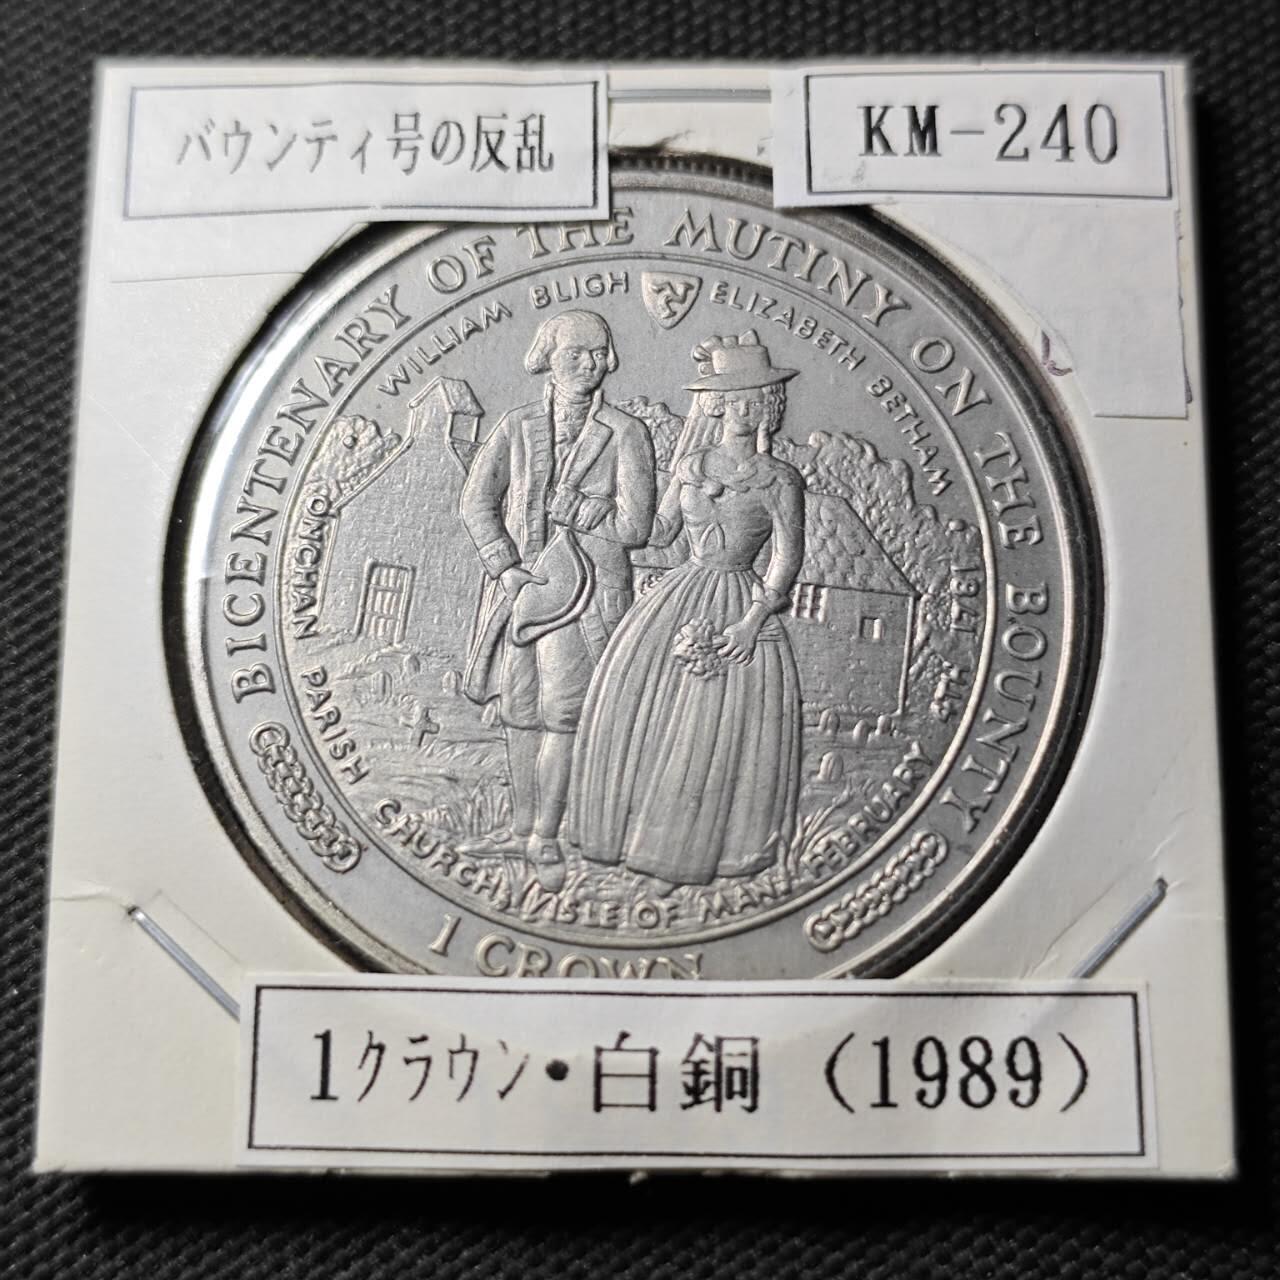 バウンティ号の反乱
KM-240
BICENTENARY OF THE MUTINY ON THE BOUNTY
WILLIAM BLIGH ELIZABETH BETHAM
ONCHAN PARISH CHURCH, ISLE OF MAN, FEBRUARY 4TH 1781
1 CROWN
1クラウン・白銅(1989)